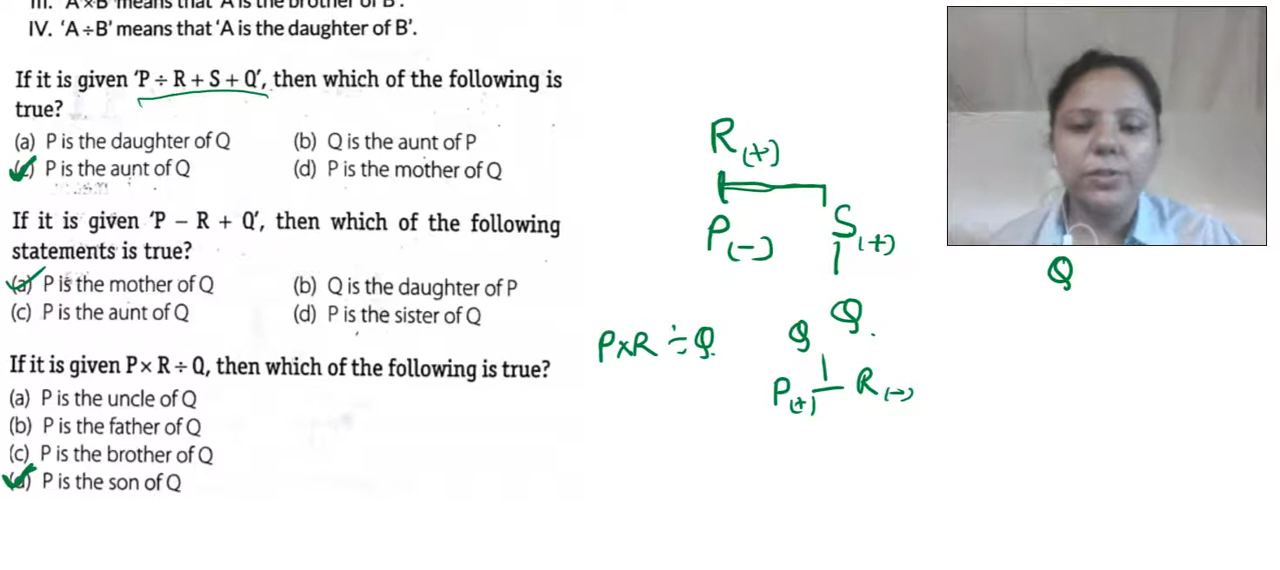 III. 'A×B' means that 'A is the brother of B'.
IV. 'A ÷ B' means that 'A is the daughter of B'.
If it is given 'P ÷ R + S + Q', then which of the following is
true?
(a) P is the daughter of Q (b) Q is the aunt of P
(c) P is the aunt of Q (d) P is the mother of Q
If it is given 'P − R + Q', then which of the following
statements is true?
(a) P is the mother of Q (b) Q is the daughter of P
(c) P is the aunt of Q (d) P is the sister of Q
If it is given P × R ÷ Q, then which of the following is true?
(a) P is the uncle of Q
(b) P is the father of Q
(c) P is the brother of Q
(d) P is the son of Q
R(+)
P(−) S(+)
Q
Q.
P×R ÷ Q.
Q
P(+) R(−)